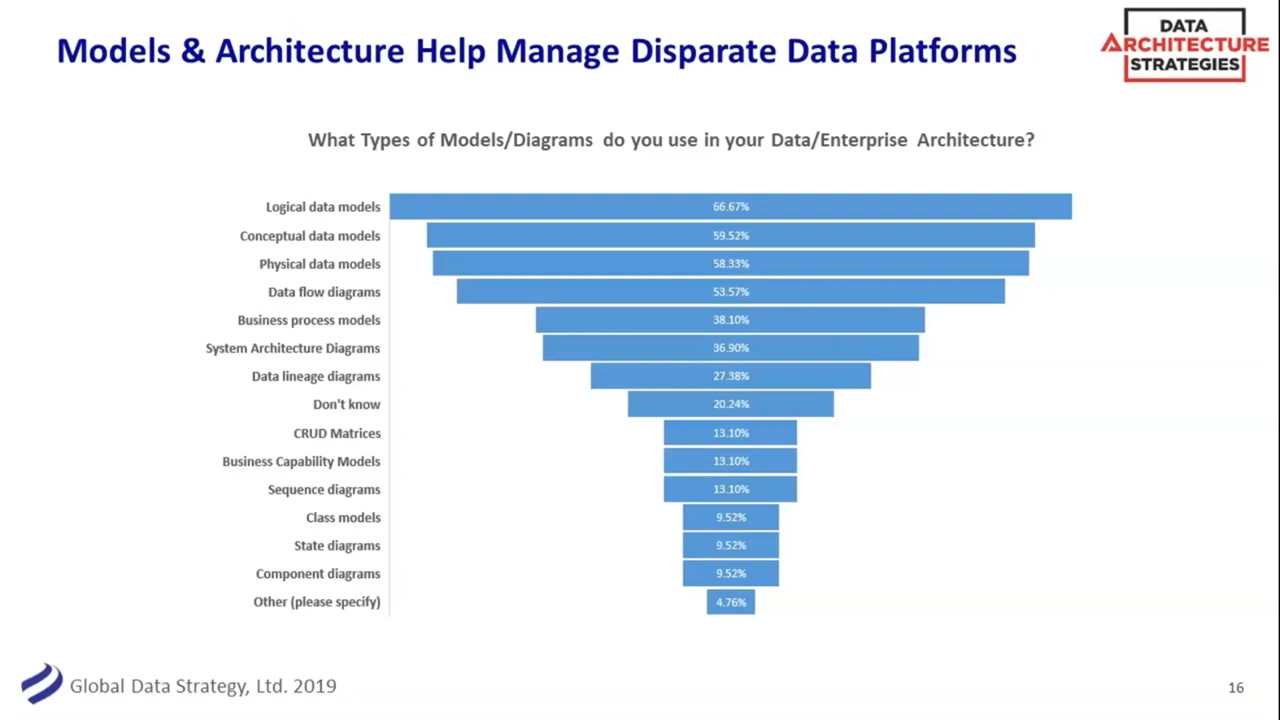 Models & Architecture Help Manage Disparate Data Platforms
DATA
ARCHITECTURE
STRATEGIES
What Types of Models/Diagrams do you use in your Data/Enterprise Architecture?
Logical data models 66.67%
Conceptual data models 59.52%
Physical data models 58.33%
Data flow diagrams 53.57%
Business process models 38.10%
System Architecture Diagrams 36.90%
Data lineage diagrams 27.38%
Don't know 20.24%
CRUD Matrices 13.10%
Business Capability Models 13.10%
Sequence diagrams 13.10%
Class models 9.52%
State diagrams 9.52%
Component diagrams 9.52%
Other (please specify) 4.76%
Global Data Strategy, Ltd. 2019
16